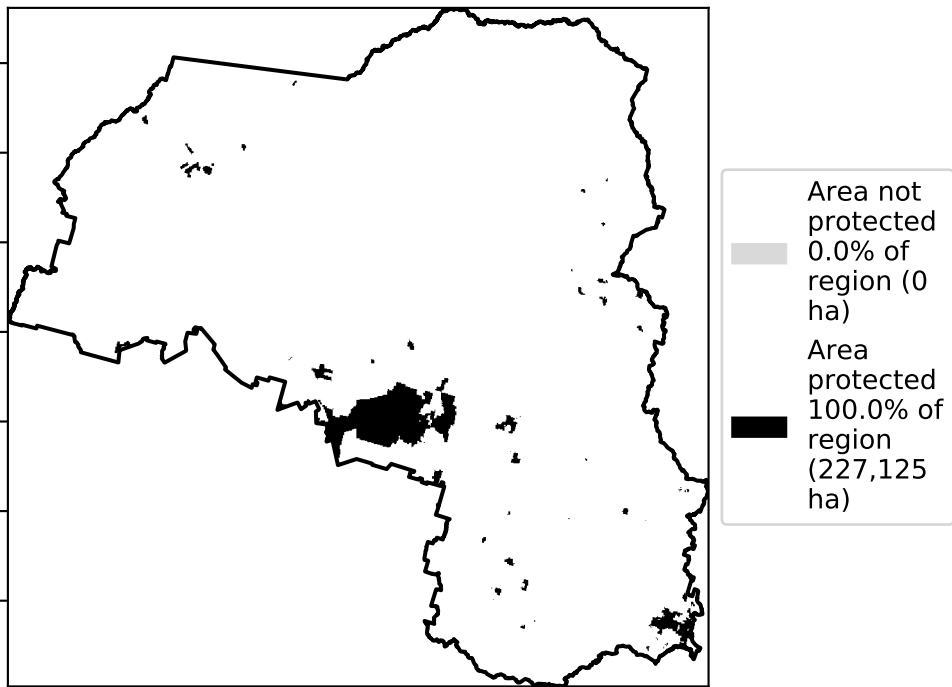 Area not
protected
0.0% of
region (0
ha)
Area
protected
100.0% of
region
(227,125
ha)